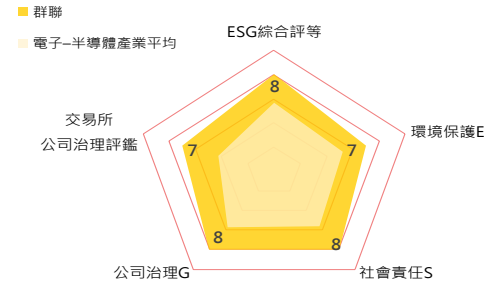 群聯
電子–半導體產業平均
ESG綜合評等
8
環境保護E
7
社會責任S
8
公司治理G
8
交易所
公司治理評鑑
7